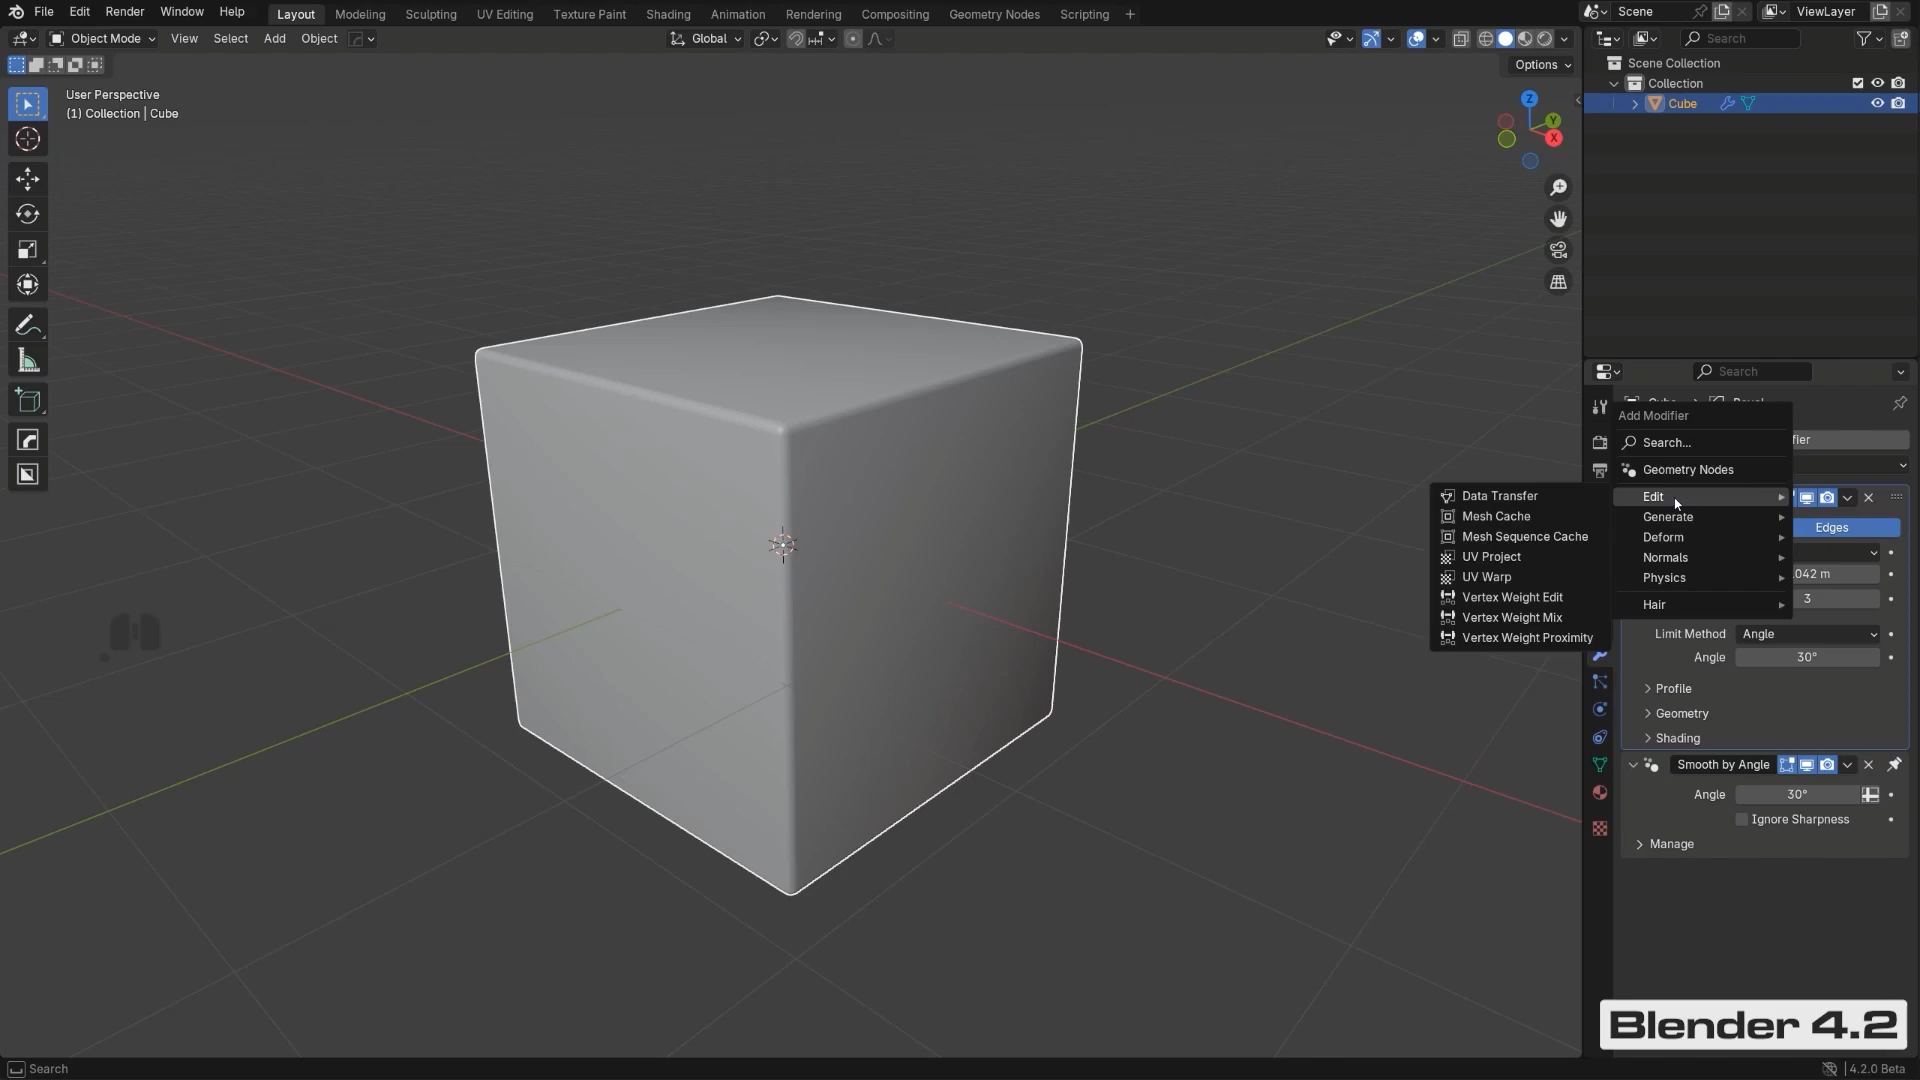 File Edit Render Window Help Layout Modeling Sculpting UV Editing Texture Paint Shading Animation Rendering Compositing Geometry Nodes Scripting + Scene ViewLayer
Object Mode View Select Add Object Global Search
Options
User Perspective
(1) Collection | Cube
Z
Y
X
Scene Collection
Collection
Cube
Search
Add Modifier
Search...
fier
Geometry Nodes
Edit
Generate
Deform
Normals
Physics
Hair
Data Transfer
Mesh Cache
Mesh Sequence Cache
UV Project
UV Warp
Vertex Weight Edit
Vertex Weight Mix
Vertex Weight Proximity
Edges
042 m
3
Limit Method Angle
Angle 30°
Profile
Geometry
Shading
Smooth by Angle
Angle 30°
Ignore Sharpness
Manage
Blender 4.2
Search 4.2.0 Beta